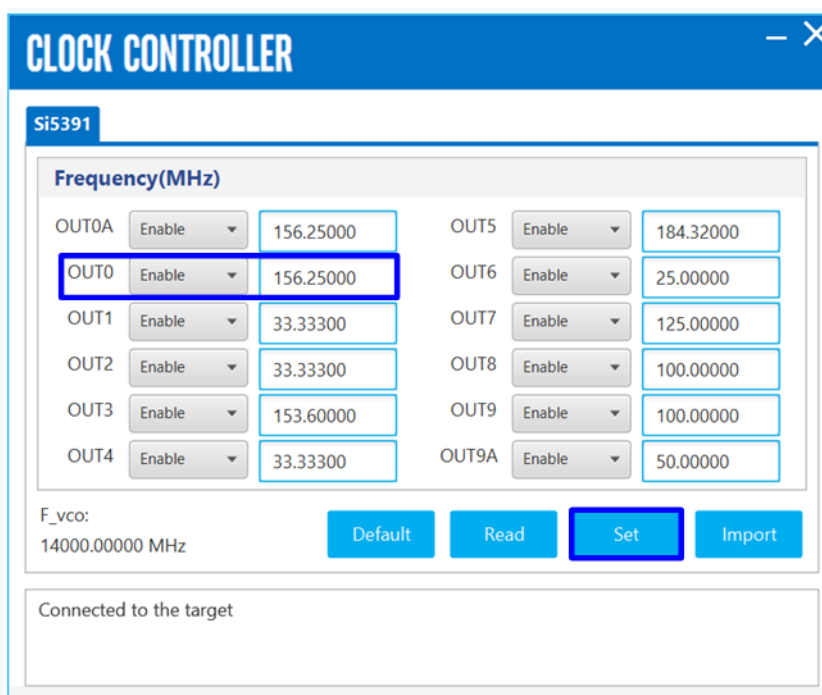 CLOCK CONTROLLER
Si5391
Frequency(MHz)
OUT0A Enable 156.25000 OUT5 Enable 184.32000
OUT0 Enable 156.25000 OUT6 Enable 25.00000
OUT1 Enable 33.33300 OUT7 Enable 125.00000
OUT2 Enable 33.33300 OUT8 Enable 100.00000
OUT3 Enable 153.60000 OUT9 Enable 100.00000
OUT4 Enable 33.33300 OUT9A Enable 50.00000
F_vco:
14000.00000 MHz
Default Read Set Import
Connected to the target